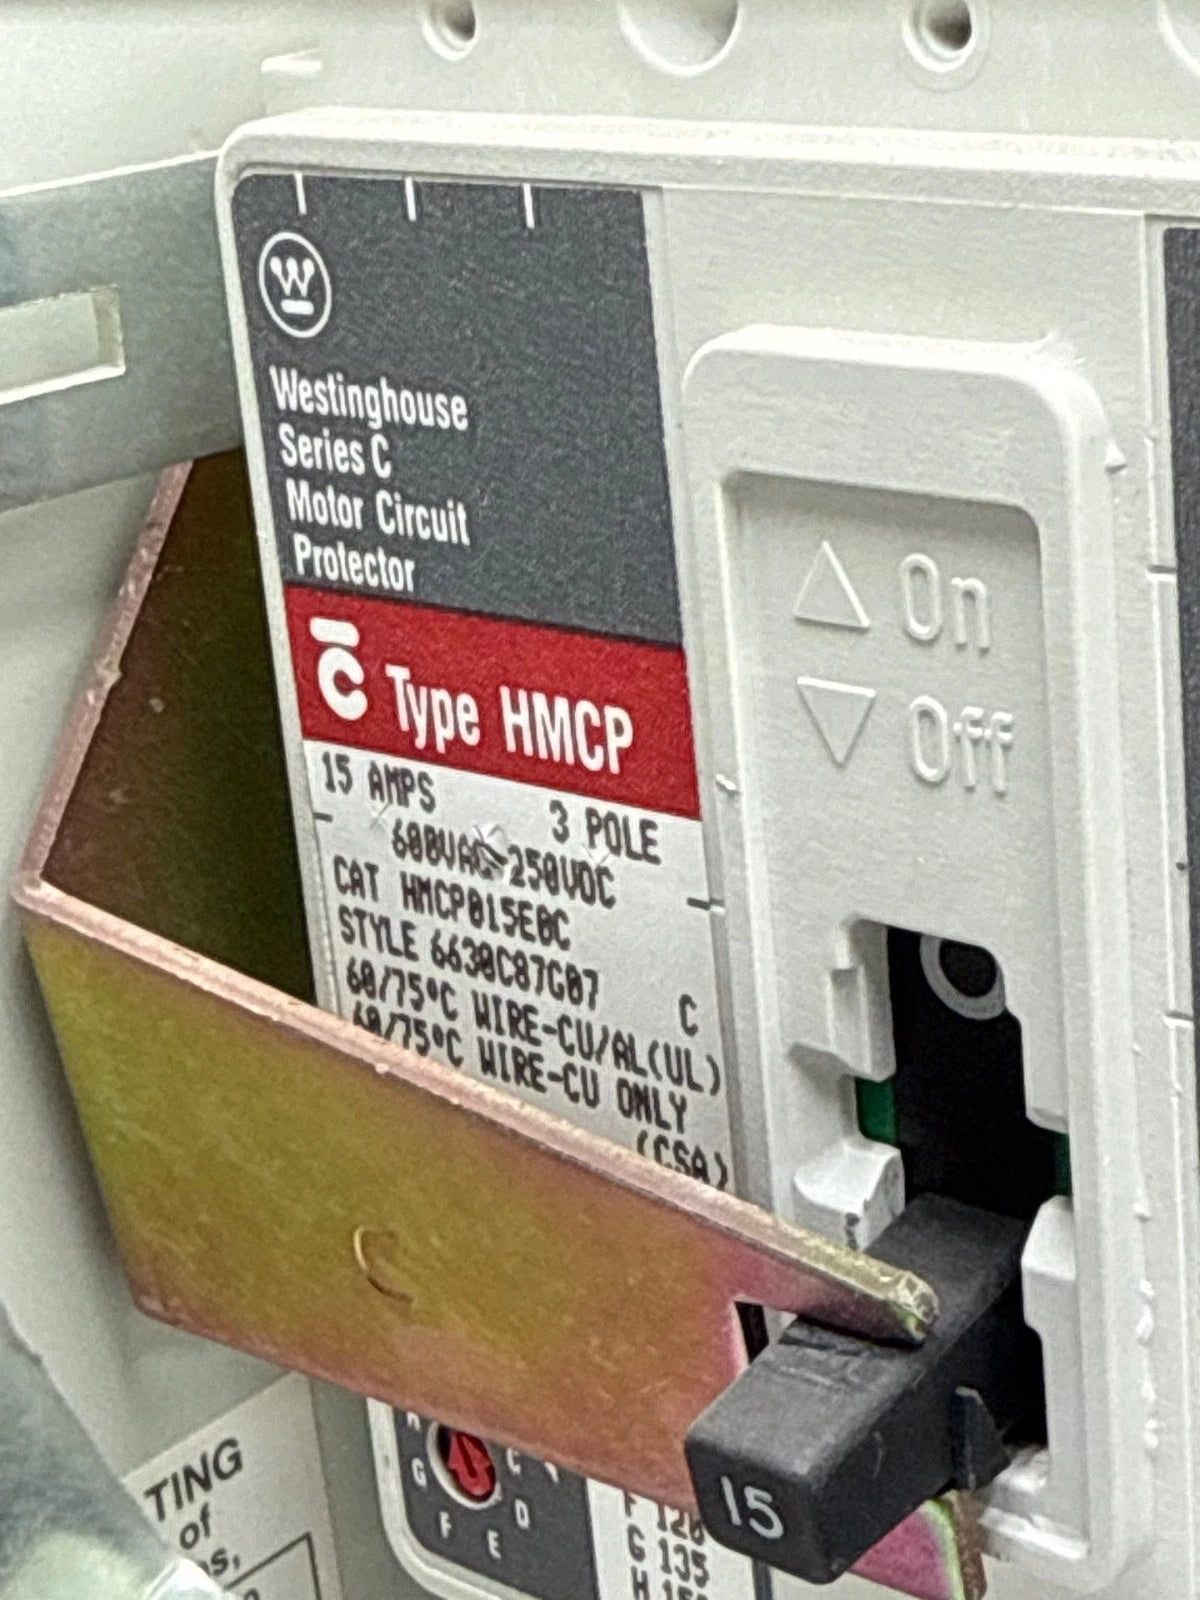 W
Westinghouse
Series C
Motor Circuit
Protector
C Type HMCP
15 AMPS 3 POLE
600VAC 250VDC
CAT HMCP015E0C
STYLE 6630C87G07
C
60/75°C WIRE-CU/AL(UL)
60/75°C WIRE-CU ONLY
(CSA)
On
Off
C
15
TING
of
G
C
F
E
D
F 120
G 135
H